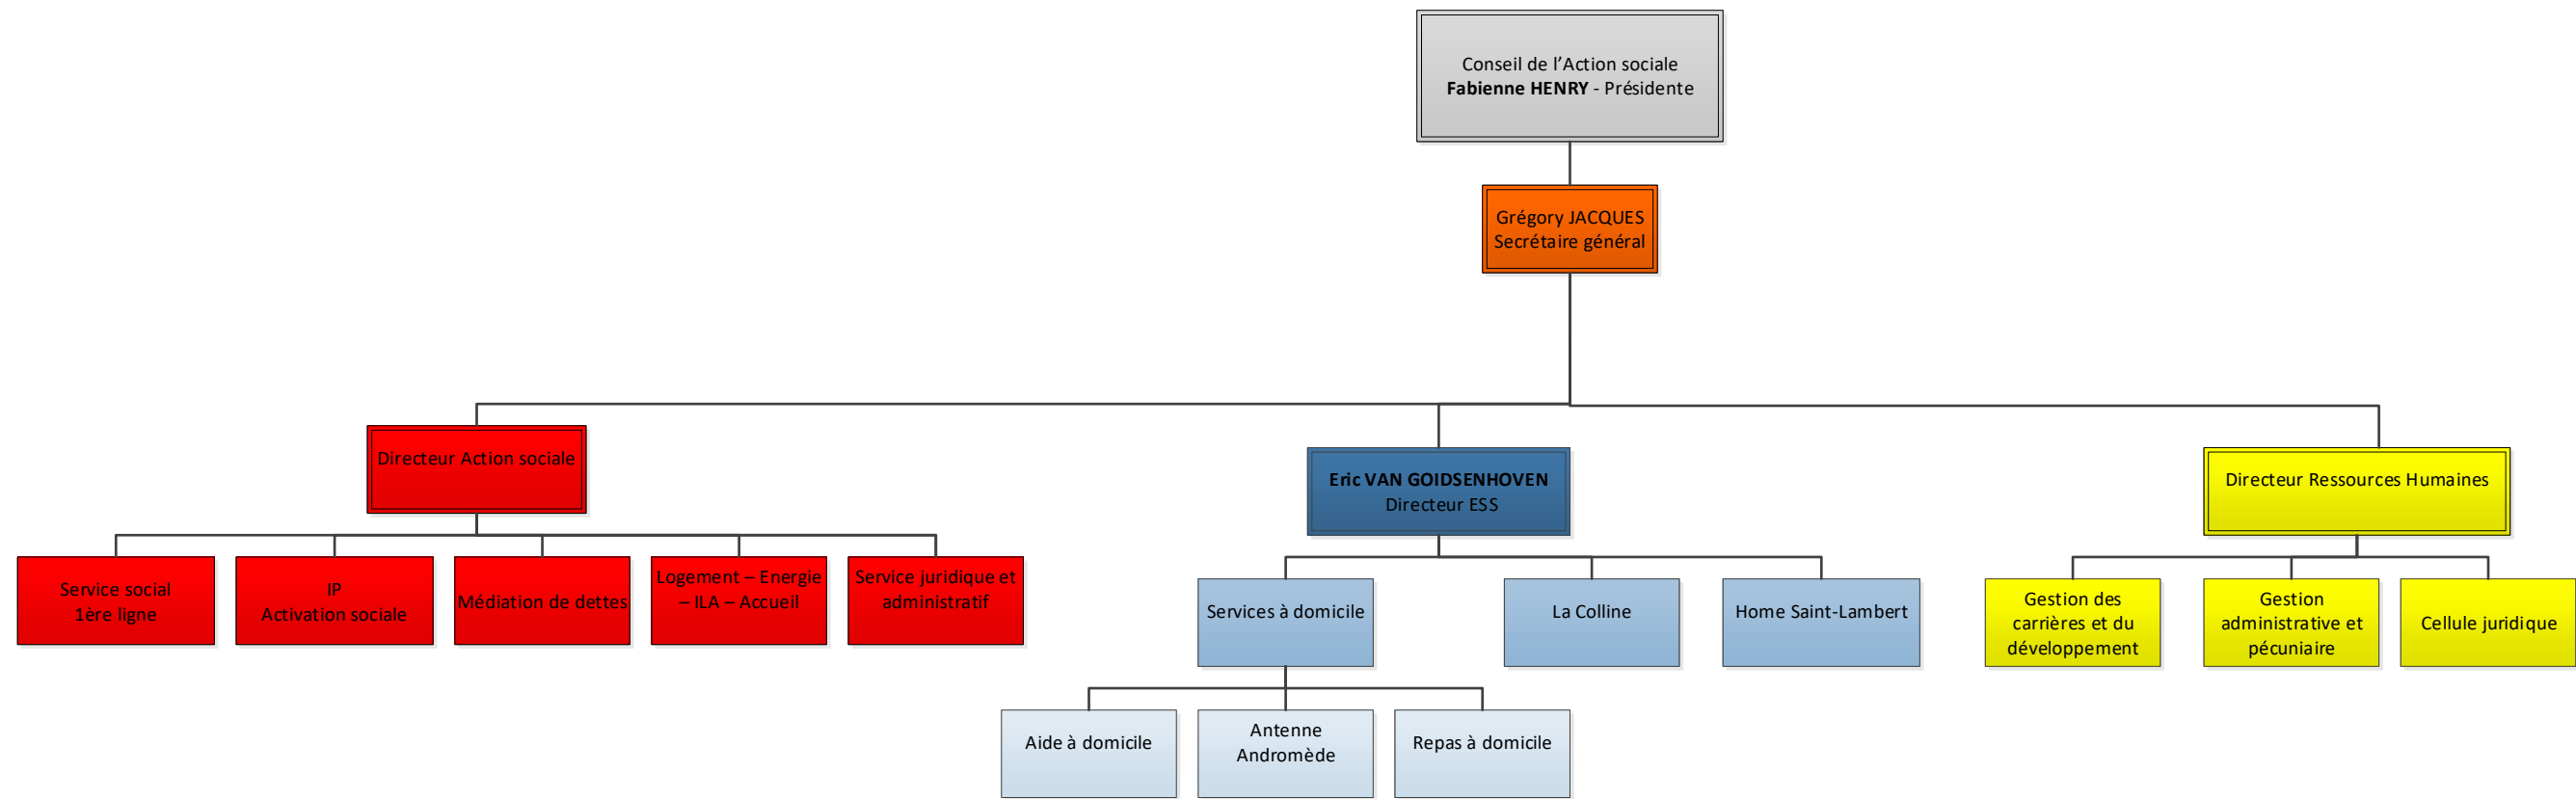 Conseil de l’Action sociale
Fabienne HENRY - Présidente
Grégory JACQUES
Secrétaire général
Directeur Action sociale
Eric VAN GOIDSENHOVEN
Directeur ESS
Directeur Ressources Humaines
Service social
1ère ligne
IP
Activation sociale
Médiation de dettes
Logement – Energie
– ILA – Accueil
Service juridique et
administratif
Services à domicile
La Colline
Home Saint-Lambert
Gestion des
carrières et du
développement
Gestion
administrative et
pécuniaire
Cellule juridique
Aide à domicile
Antenne
Andromède
Repas à domicile